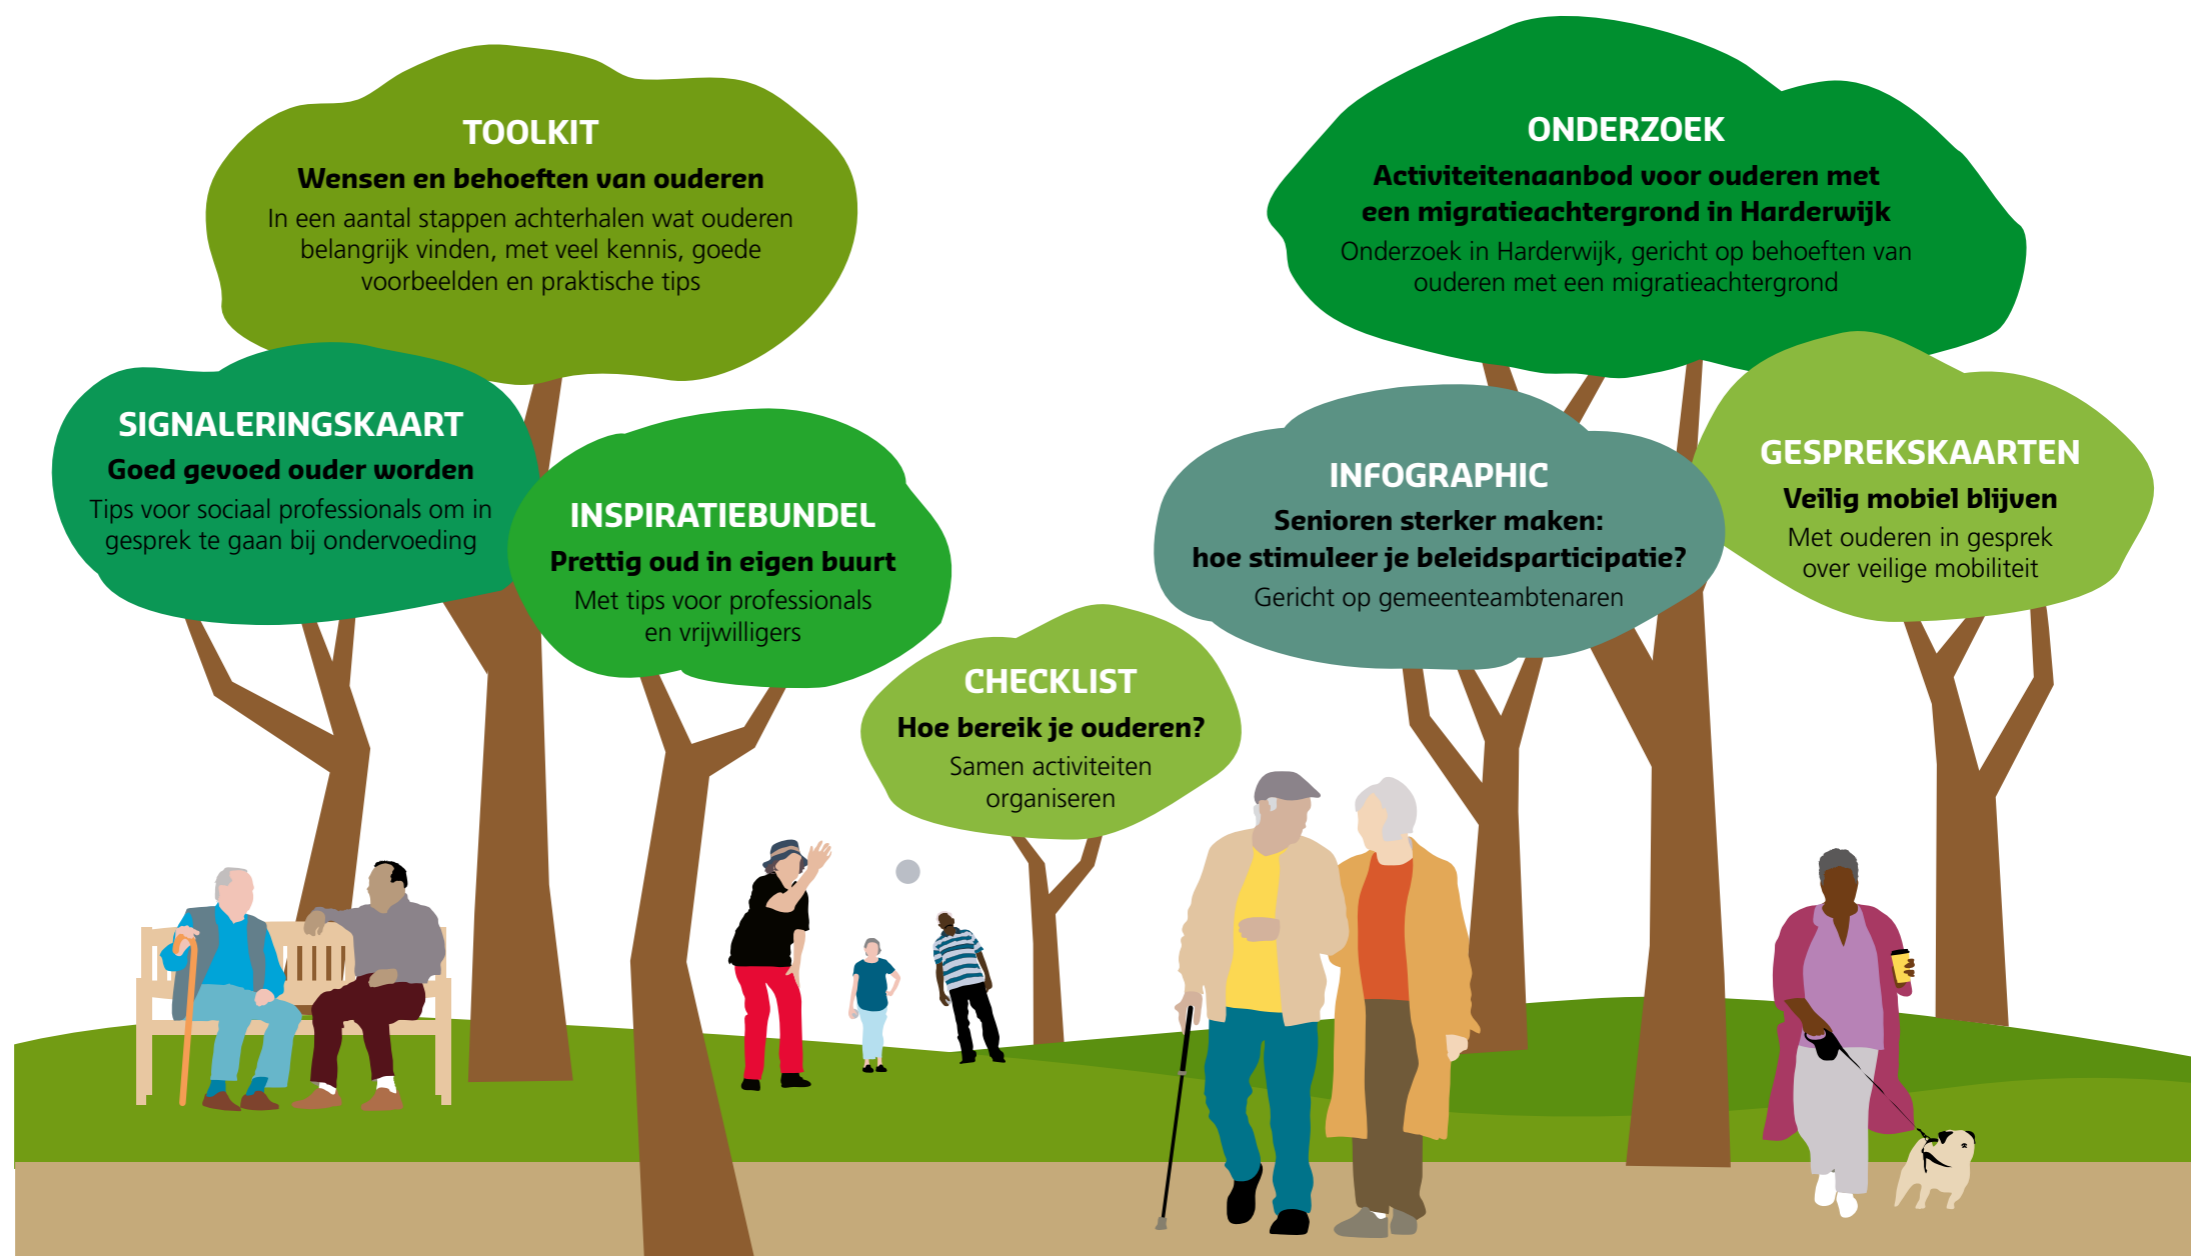 TOOLKIT
Wensen en behoeften van ouderen
In een aantal stappen achterhalen wat ouderen
belangrijk vinden, met veel kennis, goede
voorbeelden en praktische tips
ONDERZOEK
Activiteitenaanbod voor ouderen met
een migratieachtergrond in Harderwijk
Onderzoek in Harderwijk, gericht op behoeften van
ouderen met een migratieachtergrond
SIGNALERINGSKAART
Goed gevoed ouder worden
Tips voor sociaal professionals om in
gesprek te gaan bij ondervoeding
INSPIRATIEBUNDEL
Prettig oud in eigen buurt
Met tips voor professionals
en vrijwilligers
CHECKLIST
Hoe bereik je ouderen?
Samen activiteiten
organiseren
INFOGRAPHIC
Senioren sterker maken:
hoe stimuleer je beleidsparticipatie?
Gericht op gemeenteambtenaren
GESPREKSKAARTEN
Veilig mobiel blijven
Met ouderen in gesprek
over veilige mobiliteit